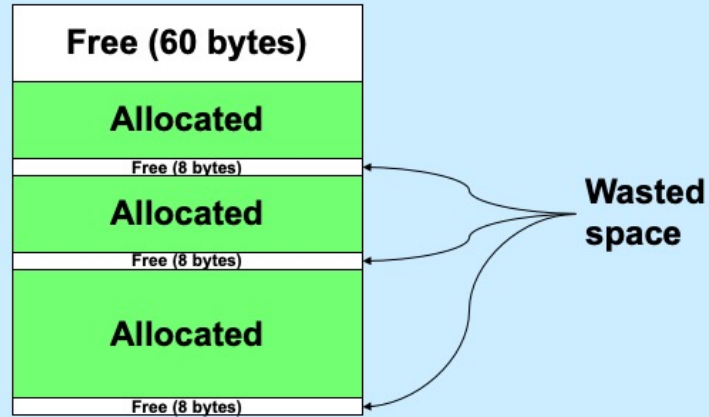 Free (60 bytes)
Allocated
Free (8 bytes)
Allocated
Free (8 bytes)
Allocated
Free (8 bytes)
Wasted
space